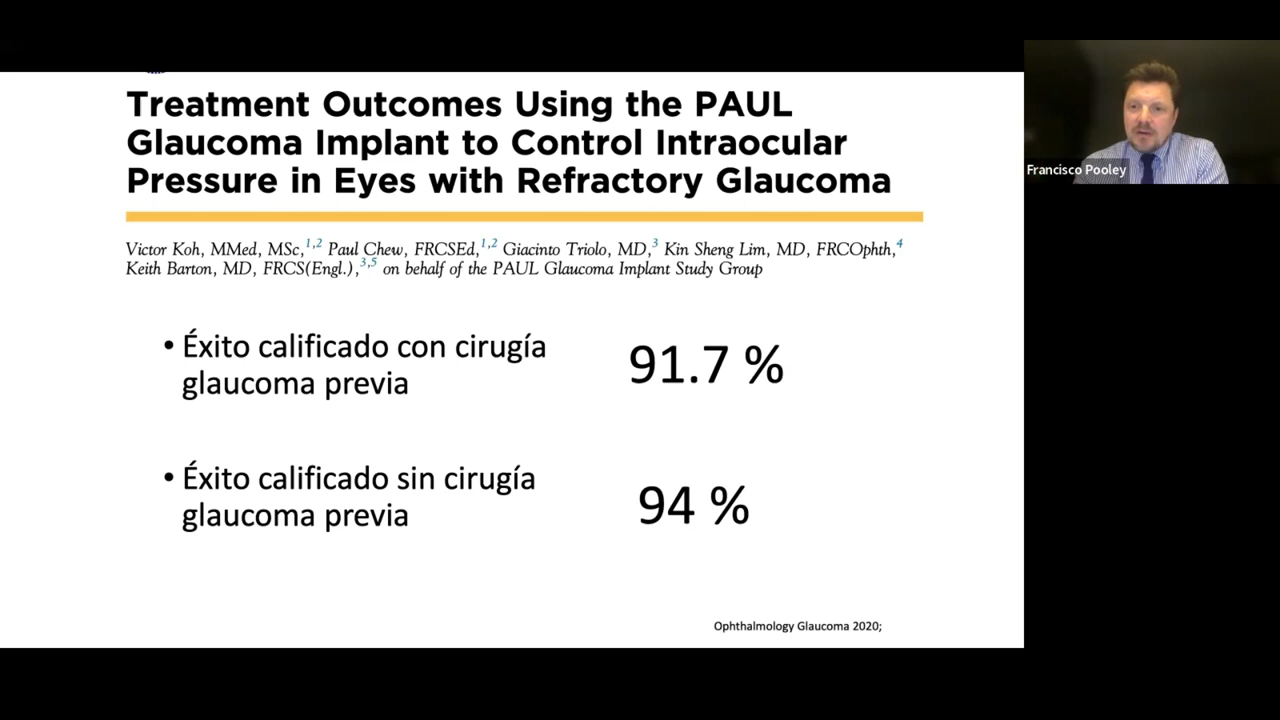 Treatment Outcomes Using the PAUL
Glaucoma Implant to Control Intraocular
Pressure in Eyes with Refractory Glaucoma
Victor Koh, MMed, MSc,1,2 Paul Chew, FRCSEd,1,2 Giacinto Triolo, MD,3 Kin Sheng Lim, MD, FRCOphth,4
Keith Barton, MD, FRCS(Engl.),3,5 on behalf of the PAUL Glaucoma Implant Study Group
• Éxito calificado con cirugía
glaucoma previa
91.7 %
• Éxito calificado sin cirugía
glaucoma previa
94 %
Ophthalmology Glaucoma 2020;
Francisco Pooley